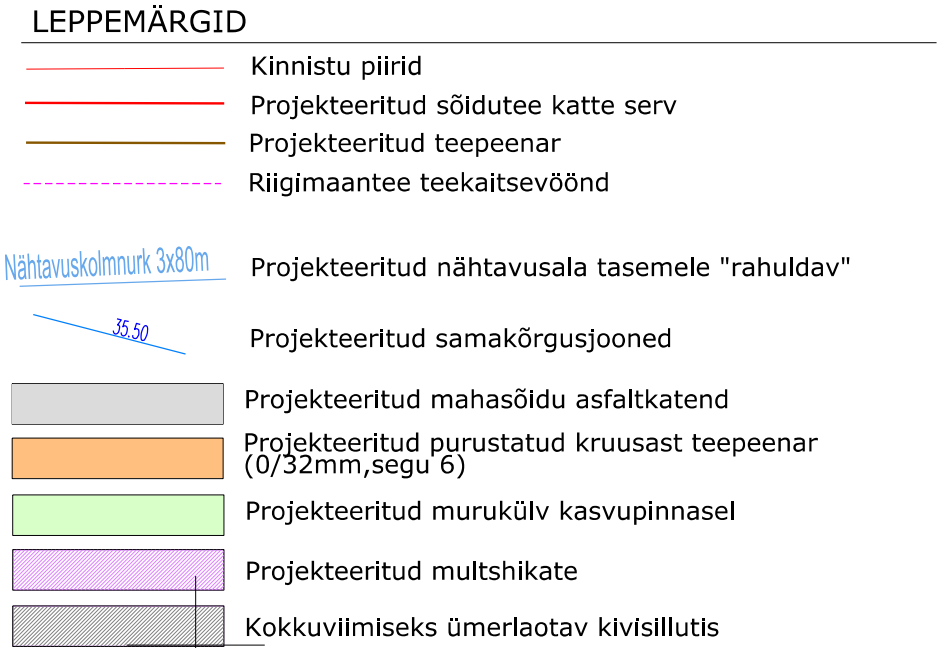 LEPPEMÄRGID
Kinnistu piirid
Projekteeritud sõidutee katte serv
Projekteeritud teepeenar
Riigimaantee teekaitsevöönd
Nähtavuskolmnurk 3x80m
Projekteeritud nähtavusala tasemele "rahuldav"
35.50
Projekteeritud samakõrgusjooned
Projekteeritud mahasõidu asfaltkatend
Projekteeritud purustatud kruusast teepeenar
(0/32mm,segu 6)
Projekteeritud murukülv kasvupinnasel
Projekteeritud multshikate
Kokkuviimiseks ümerlaotav kivisillutis